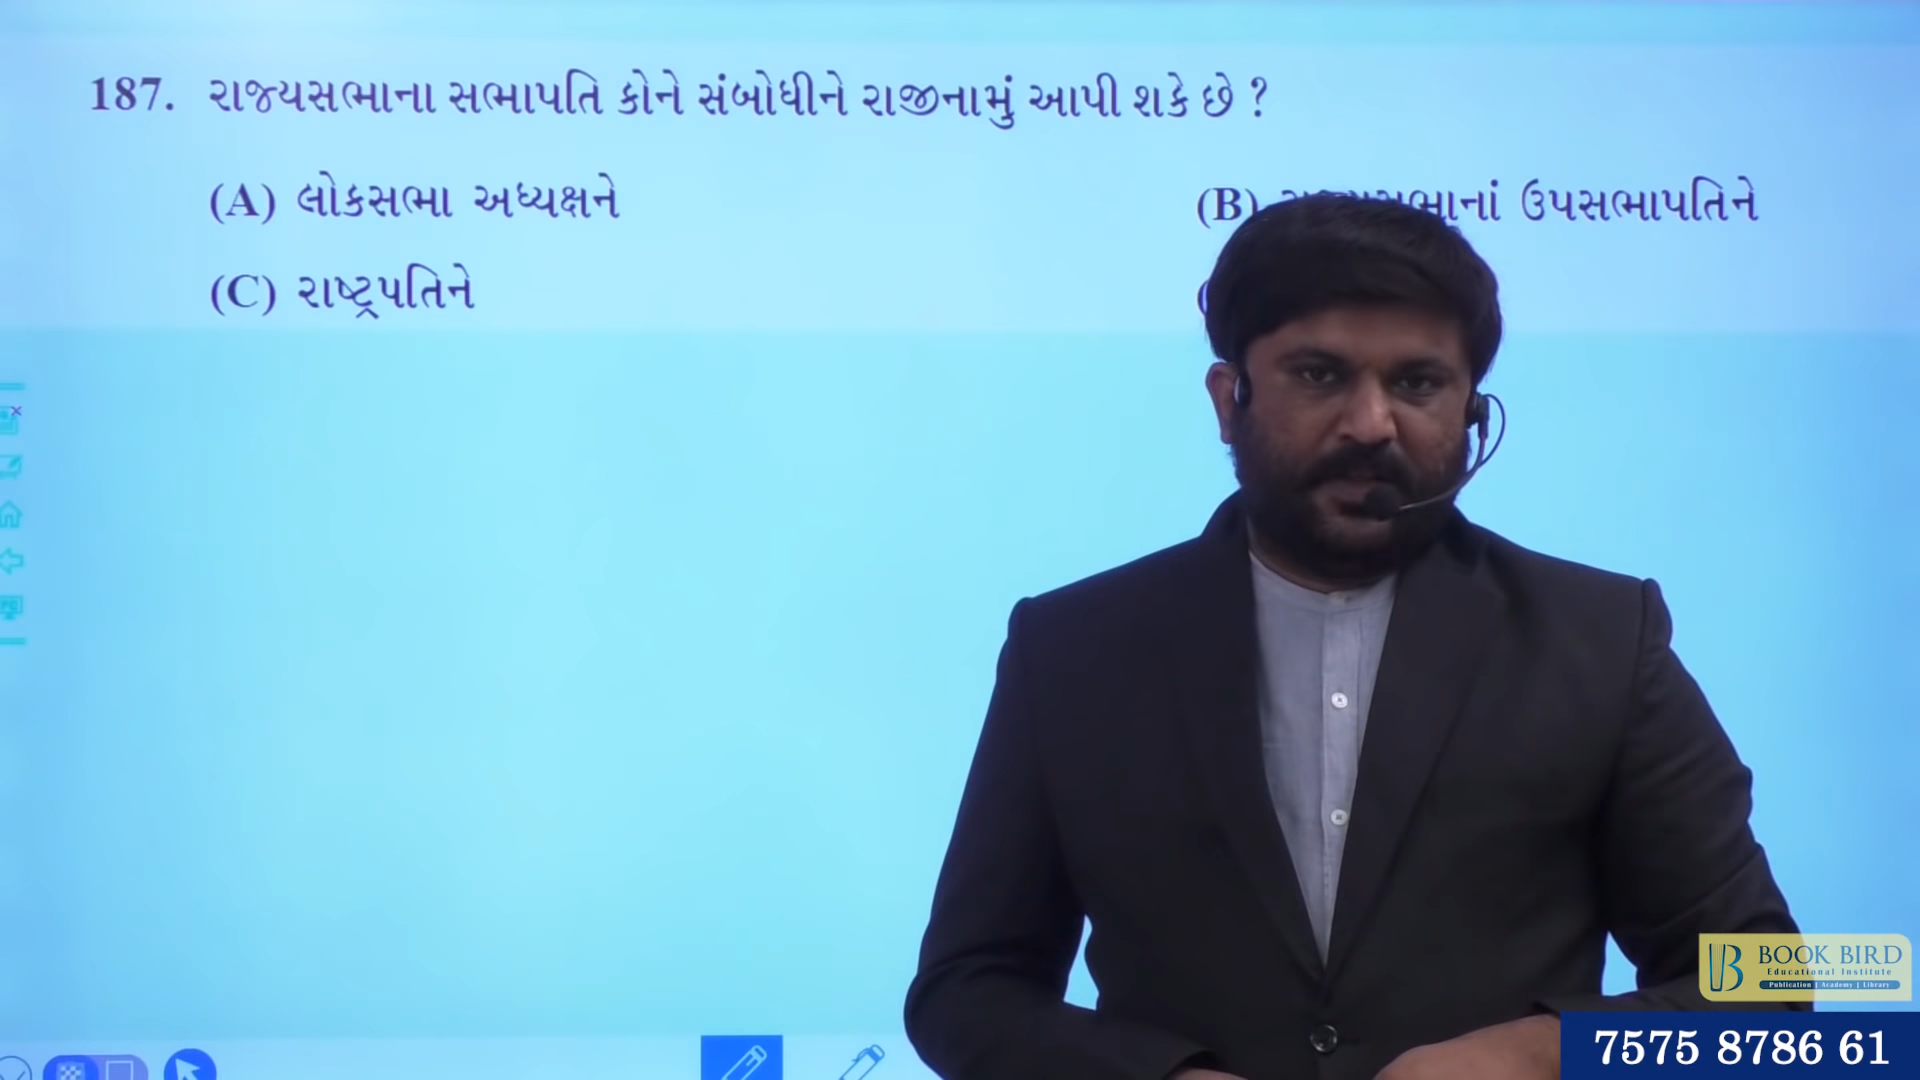 187. રાજ્યસભાના સભાપતિ કોને સંબોધીને રાજીનામું આપી શકે છે ?
(A) લોકસભા અધ્યક્ષને
(B) ઉપસભાપતિને
(C) રાષ્ટ્રપતિને
BOOK BIRD
Educational Institute
Publication | Academy | Library
7575 8786 61